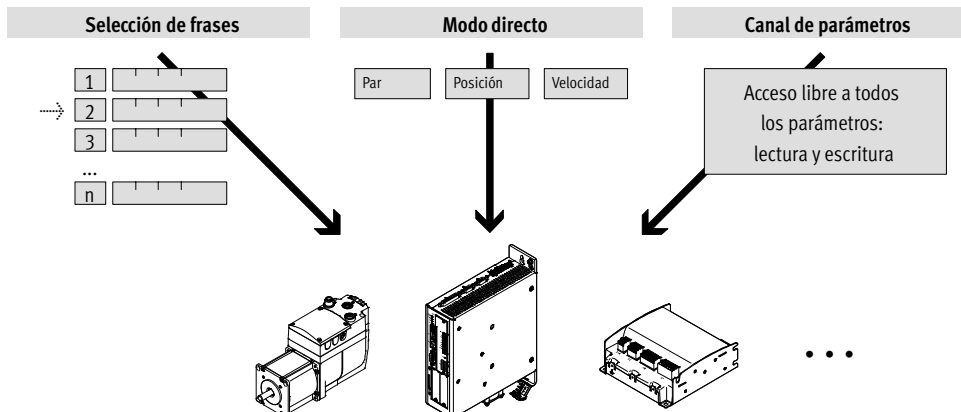 Selección de frases
Modo directo
Canal de parámetros
1
2
3
...
n
Par
Posición
Velocidad
Acceso libre a todos
los parámetros:
lectura y escritura